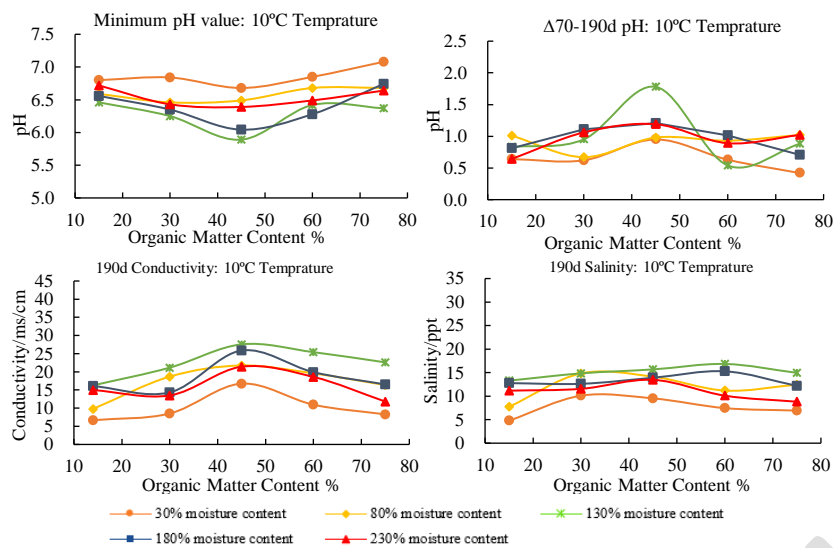 Minimum pH value: 10ºC Temprature
7.5
7.0
6.5
6.0
5.5
5.0
pH
10 20 30 40 50 60 70 80
Organic Matter Content %
Δ70-190d pH: 10ºC Temprature
2.5
2.0
1.5
1.0
0.5
0.0
pH
10 20 30 40 50 60 70 80
Organic Matter Content %
190d Conductivity: 10ºC Temprature
45
40
35
30
25
20
15
10
5
0
Conductivity/ms/cm
10 20 30 40 50 60 70 80
Organic Matter Content %
190d Salinity: 10ºC Temprature
35
30
25
20
15
10
5
0
Salinity/ppt
10 20 30 40 50 60 70 80
Organic Matter Content %
30% moisture content 80% moisture content 130% moisture content
180% moisture content 230% moisture content